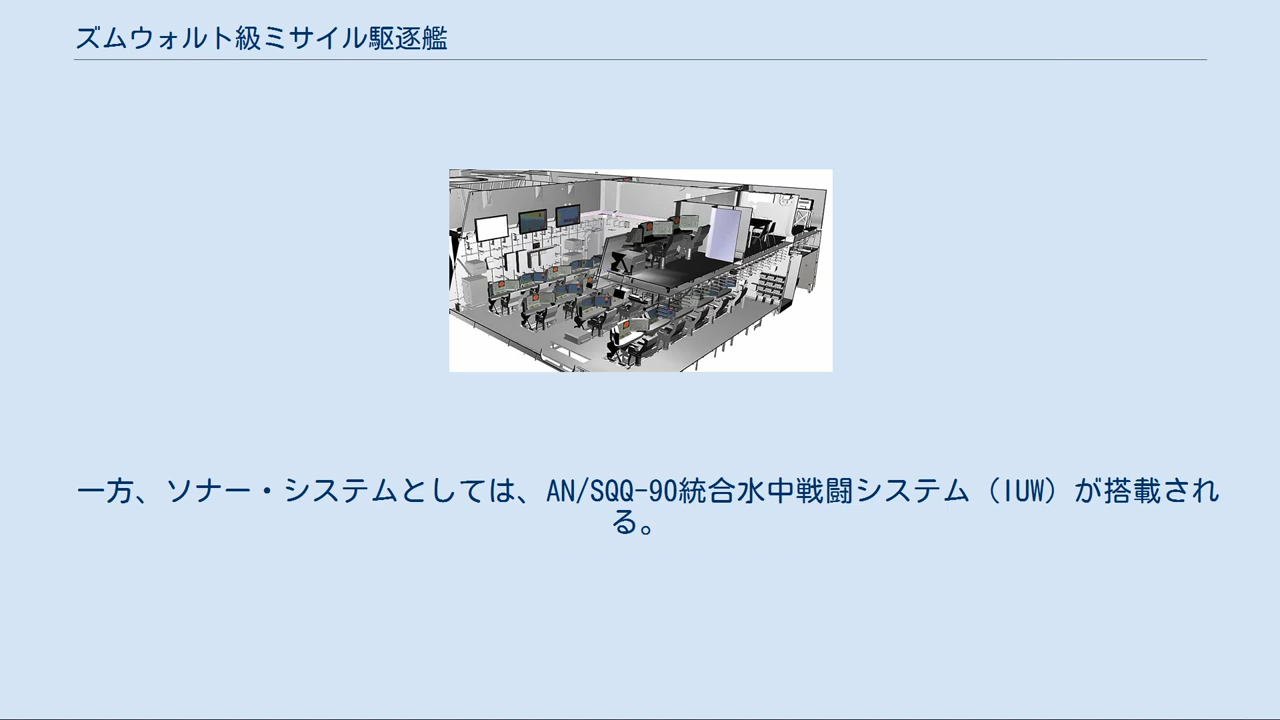 ズムウォルト級ミサイル駆逐艦
一方、ソナー・システムとしては、AN/SQQ-90統合水中戦闘システム（IUW）が搭載され
る。